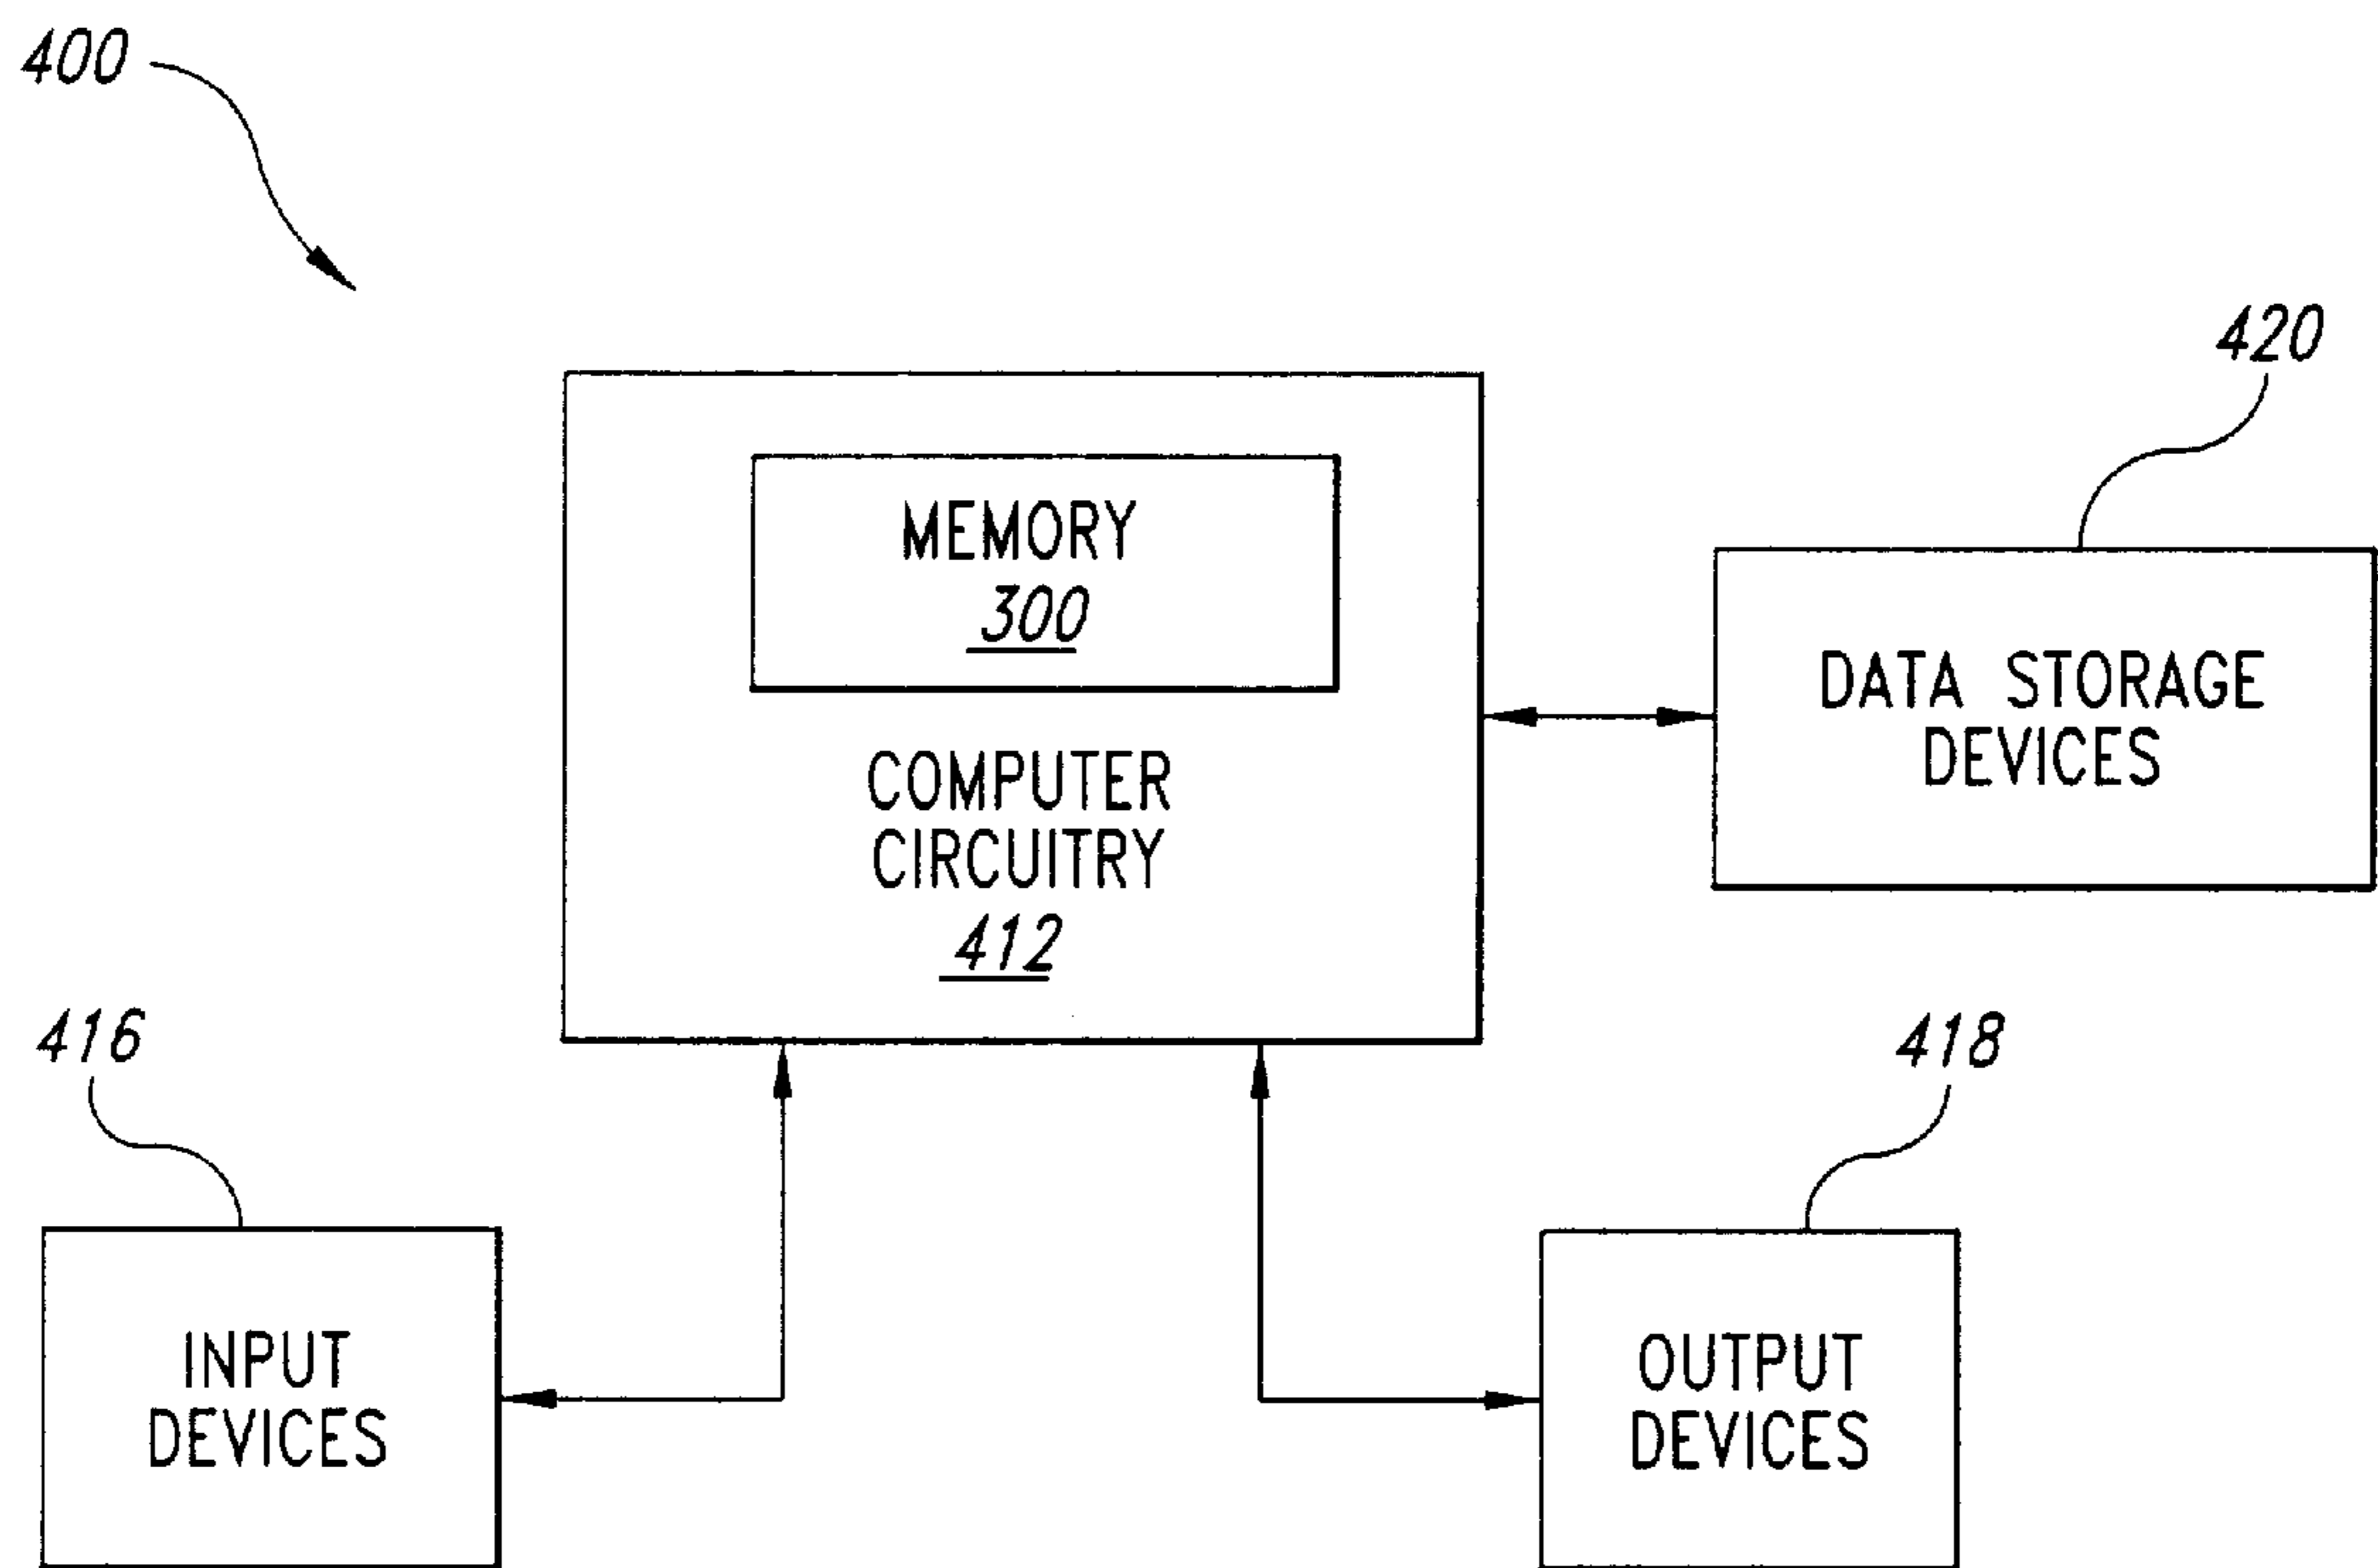 400
420
MEMORY
300
DATA STORAGE
DEVICES
COMPUTER
CIRCUITRY
412
416
418
INPUT
DEVICES
OUTPUT
DEVICES